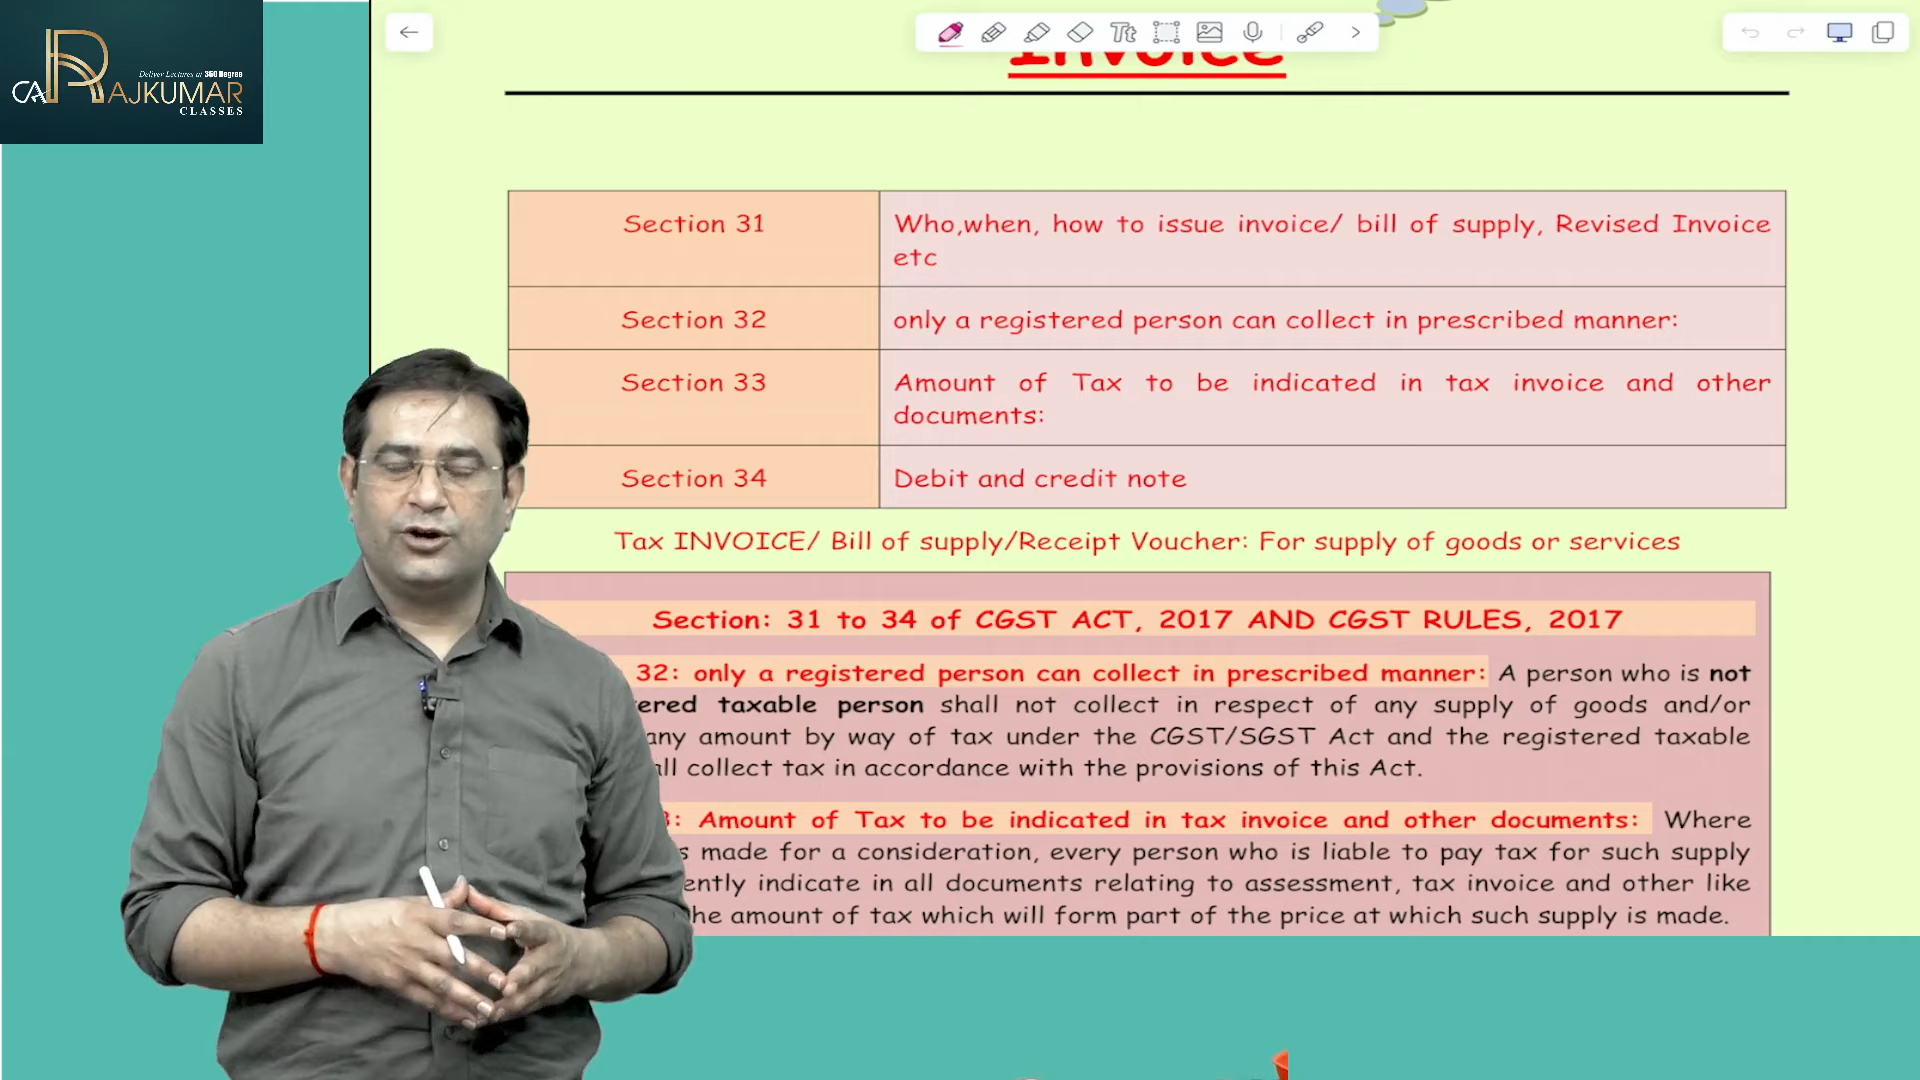 Deliver Lectures at 360 Degree
CA RAJKUMAR
CLASSES
Tt
Invoice
Section 31
Who,when, how to issue invoice/ bill of supply, Revised Invoice
etc
Section 32
only a registered person can collect in prescribed manner:
Section 33
Amount of Tax to be indicated in tax invoice and other
documents:
Section 34
Debit and credit note
Tax INVOICE/ Bill of supply/Receipt Voucher: For supply of goods or services
Section: 31 to 34 of CGST ACT, 2017 AND CGST RULES, 2017
32: only a registered person can collect in prescribed manner: A person who is not
taxable person shall not collect in respect of any supply of goods and/or
any amount by way of tax under the CGST/SGST Act and the registered taxable
collect tax in accordance with the provisions of this Act.
: Amount of Tax to be indicated in tax invoice and other documents: Where
made for a consideration, every person who is liable to pay tax for such supply
indicate in all documents relating to assessment, tax invoice and other like
the amount of tax which will form part of the price at which such supply is made.